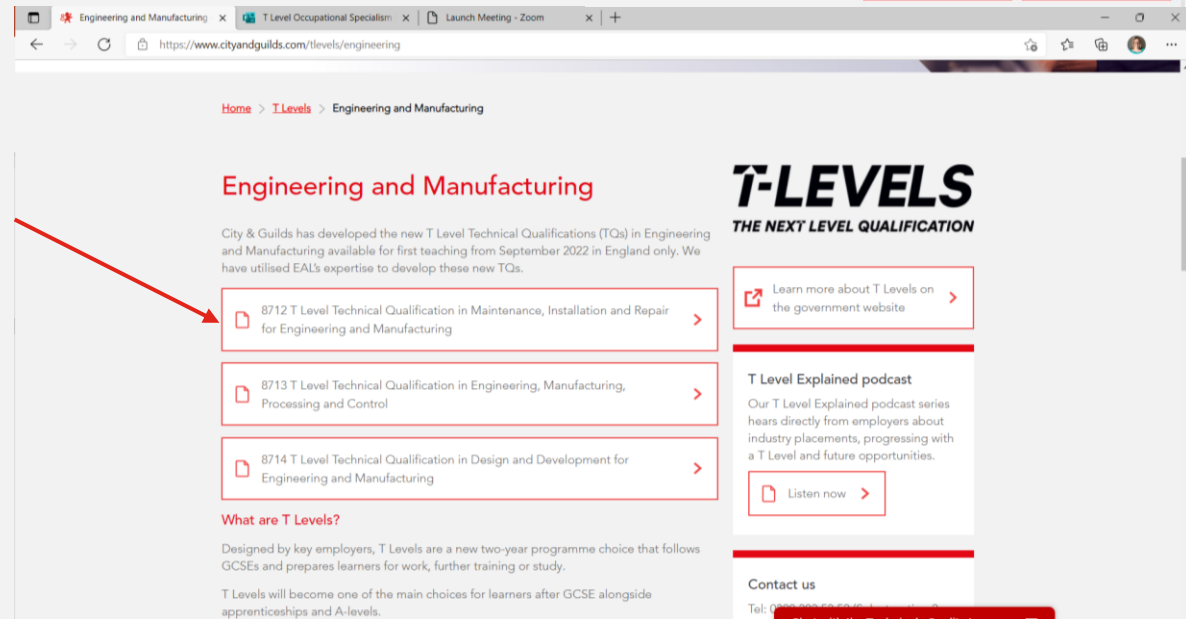 Engineering and Manufacturing
T Level Occupational Specialism
Launch Meeting - Zoom
https://www.cityandguilds.com/tlevels/engineering
Home > T Levels > Engineering and Manufacturing
Engineering and Manufacturing
City & Guilds has developed the new T Level Technical Qualifications (TQs) in Engineering
and Manufacturing available for first teaching from September 2022 in England only. We
have utilised EAL's expertise to develop these new TQs.
8712 T Level Technical Qualification in Maintenance, Installation and Repair
for Engineering and Manufacturing
8713 T Level Technical Qualification in Engineering, Manufacturing,
Processing and Control
8714 T Level Technical Qualification in Design and Development for
Engineering and Manufacturing
What are T Levels?
Designed by key employers, T Levels are a new two-year programme choice that follows
GCSEs and prepares learners for work, further training or study.
T Levels will become one of the main choices for learners after GCSE alongside
apprenticeships and A-levels.
T-LEVELS
THE NEXT LEVEL QUALIFICATION
Learn more about T Levels on
the government website
T Level Explained podcast
Our T Level Explained podcast series
hears directly from employers about
industry placements, progressing with
a T Level and future opportunities.
Listen now
Contact us
Tel: